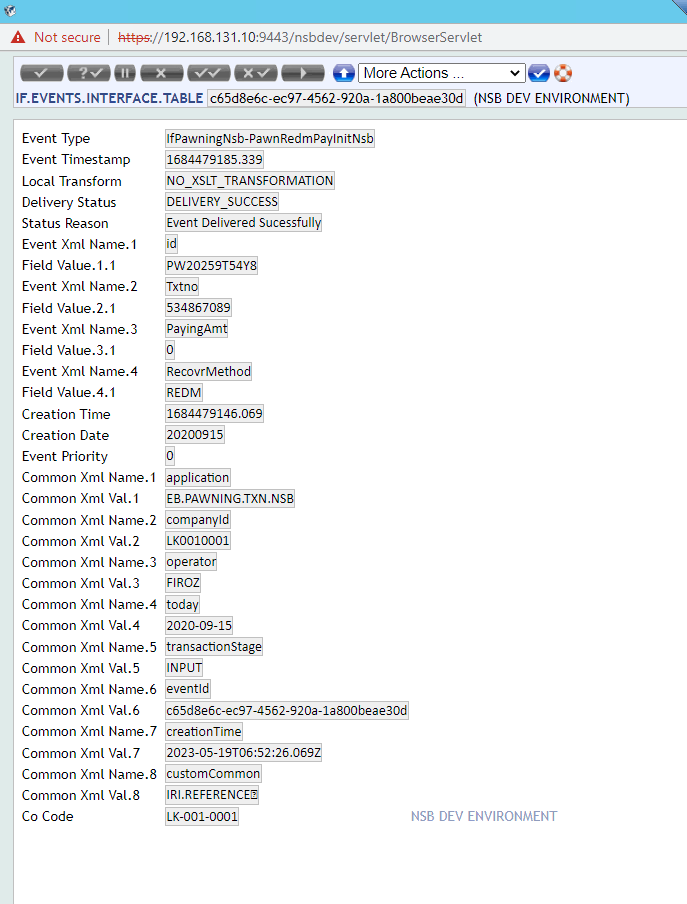 Not secure | https://192.168.131.10:9443/nsbdev/servlet/BrowserServlet
More Actions ...
IF.EVENTS.INTERFACE.TABLE c65d8e6c-ec97-4562-920a-1a800beae30d (NSB DEV ENVIRONMENT)
Event Type IfPawningNsb-PawnRedmPayInitNsb
Event Timestamp 1684479185.339
Local Transform NO_XSLT_TRANSFORMATION
Delivery Status DELIVERY_SUCCESS
Status Reason Event Delivered Sucessfully
Event Xml Name.1 id
Field Value.1.1 PW20259T54Y8
Event Xml Name.2 Txtno
Field Value.2.1 534867089
Event Xml Name.3 PayingAmt
Field Value.3.1 0
Event Xml Name.4 RecovrMethod
Field Value.4.1 REDM
Creation Time 1684479146.069
Creation Date 20200915
Event Priority 0
Common Xml Name.1 application
Common Xml Val.1 EB.PAWNING.TXN.NSB
Common Xml Name.2 companyId
Common Xml Val.2 LK0010001
Common Xml Name.3 operator
Common Xml Val.3 FIROZ
Common Xml Name.4 today
Common Xml Val.4 2020-09-15
Common Xml Name.5 transactionStage
Common Xml Val.5 INPUT
Common Xml Name.6 eventId
Common Xml Val.6 c65d8e6c-ec97-4562-920a-1a800beae30d
Common Xml Name.7 creationTime
Common Xml Val.7 2023-05-19T06:52:26.069Z
Common Xml Name.8 customCommon
Common Xml Val.8 IRI.REFERENCE
Co Code LK-001-0001 NSB DEV ENVIRONMENT